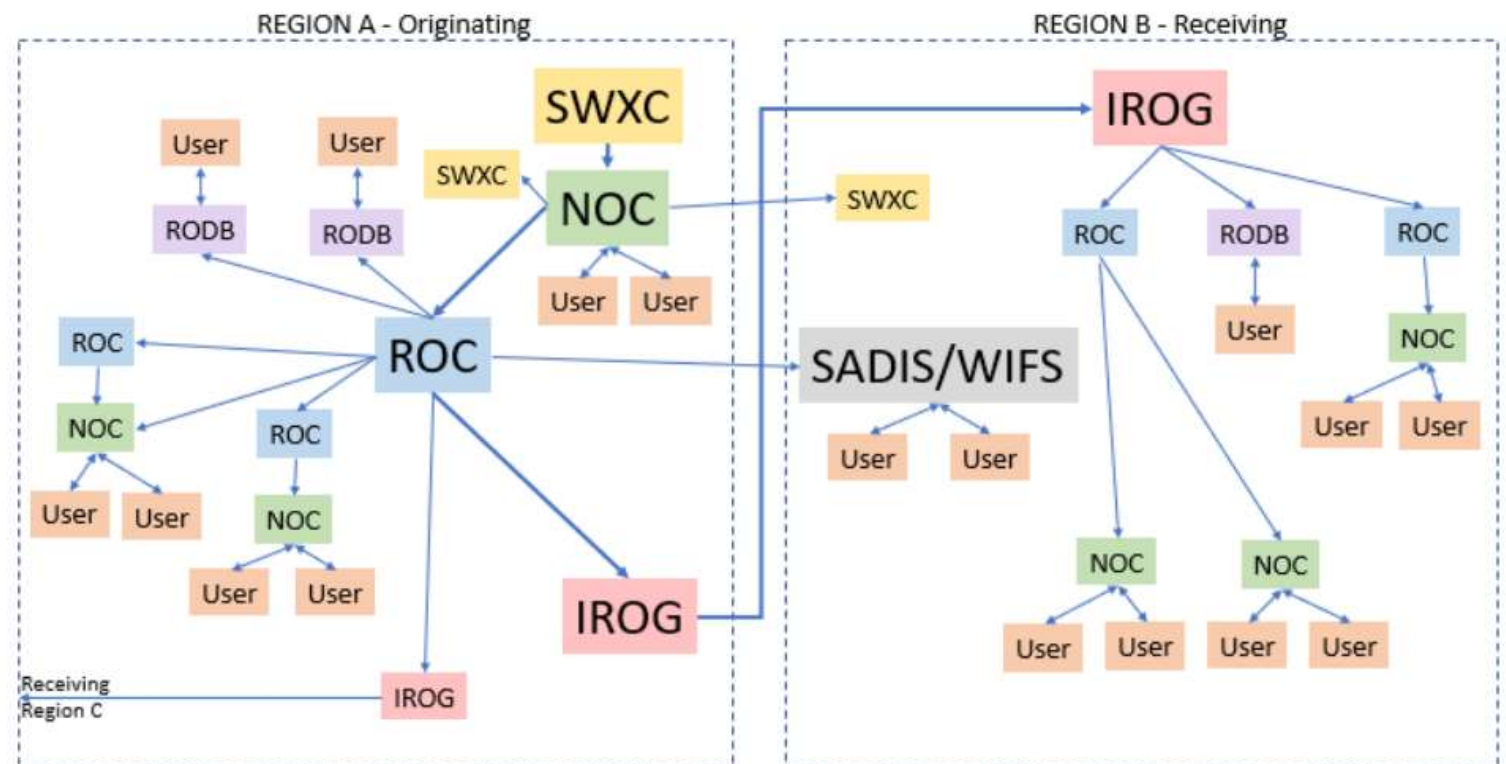 REGION A - Originating
REGION B - Receiving
SWXC
User
User
SWXC
NOC
RODB
RODB
User
User
ROC
ROC
NOC
ROC
User
User
NOC
User
User
IROG
Receiving
Region C
IROG
IROG
SWXC
ROC
RODB
ROC
User
NOC
SADIS/WIFS
User
User
User
User
NOC
NOC
User
User
User
User